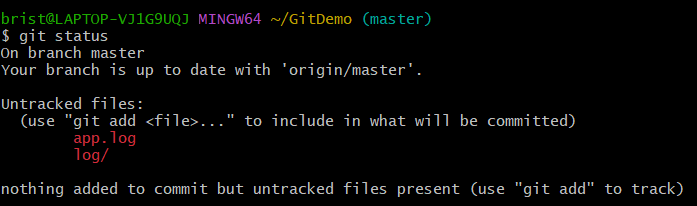 brist@LAPTOP-VJ1G9UQJ MINGW64 ~/GitDemo (master)
$ git status
On branch master
Your branch is up to date with 'origin/master'.
Untracked files:
(use "git add <file>..." to include in what will be committed)
app.log
log/
nothing added to commit but untracked files present (use "git add" to track)